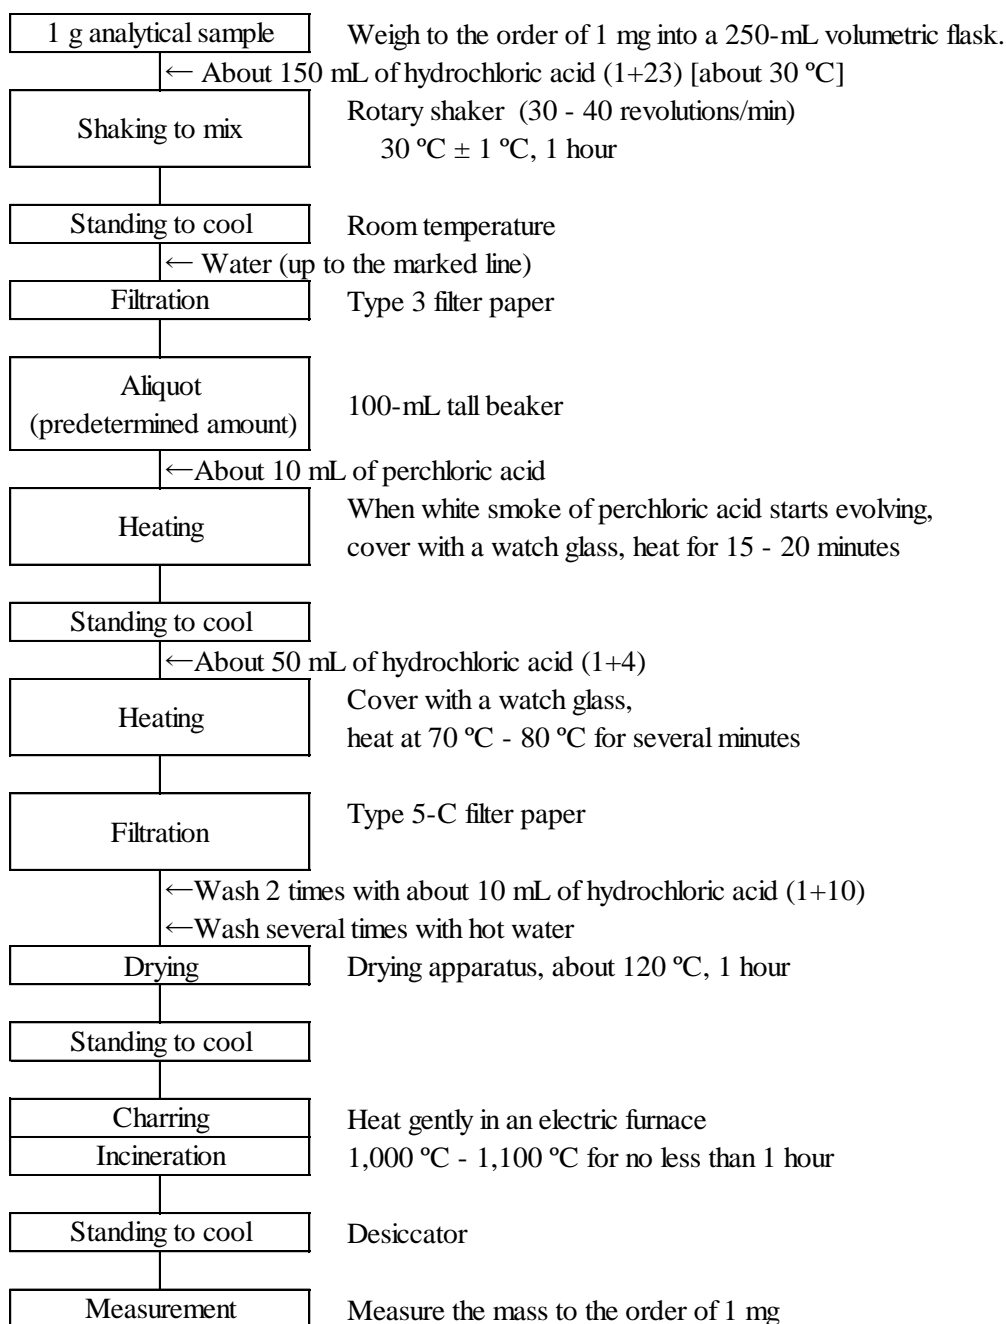 1 g analytical sample Weigh to the order of 1 mg into a 250-mL volumetric flask.
← About 150 mL of hydrochloric acid (1+23) [about 30 ºC]
Shaking to mix
Rotary shaker (30 - 40 revolutions/min)
30 ºC ± 1 ºC, 1 hour
Standing to cool Room temperature
← Water (up to the marked line)
Filtration Type 3 filter paper
Aliquot
(predetermined amount)
100-mL tall beaker
←About 10 mL of perchloric acid
Heating
When white smoke of perchloric acid starts evolving,
cover with a watch glass, heat for 15 - 20 minutes
Standing to cool
←About 50 mL of hydrochloric acid (1+4)
Heating
Cover with a watch glass,
heat at 70 ºC - 80 ºC for several minutes
Filtration
Type 5-C filter paper
←Wash 2 times with about 10 mL of hydrochloric acid (1+10)
←Wash several times with hot water
Drying Drying apparatus, about 120 ºC, 1 hour
Standing to cool
Charring Heat gently in an electric furnace
Incineration 1,000 ºC - 1,100 ºC for no less than 1 hour
Standing to cool Desiccator
Measurement Measure the mass to the order of 1 mg